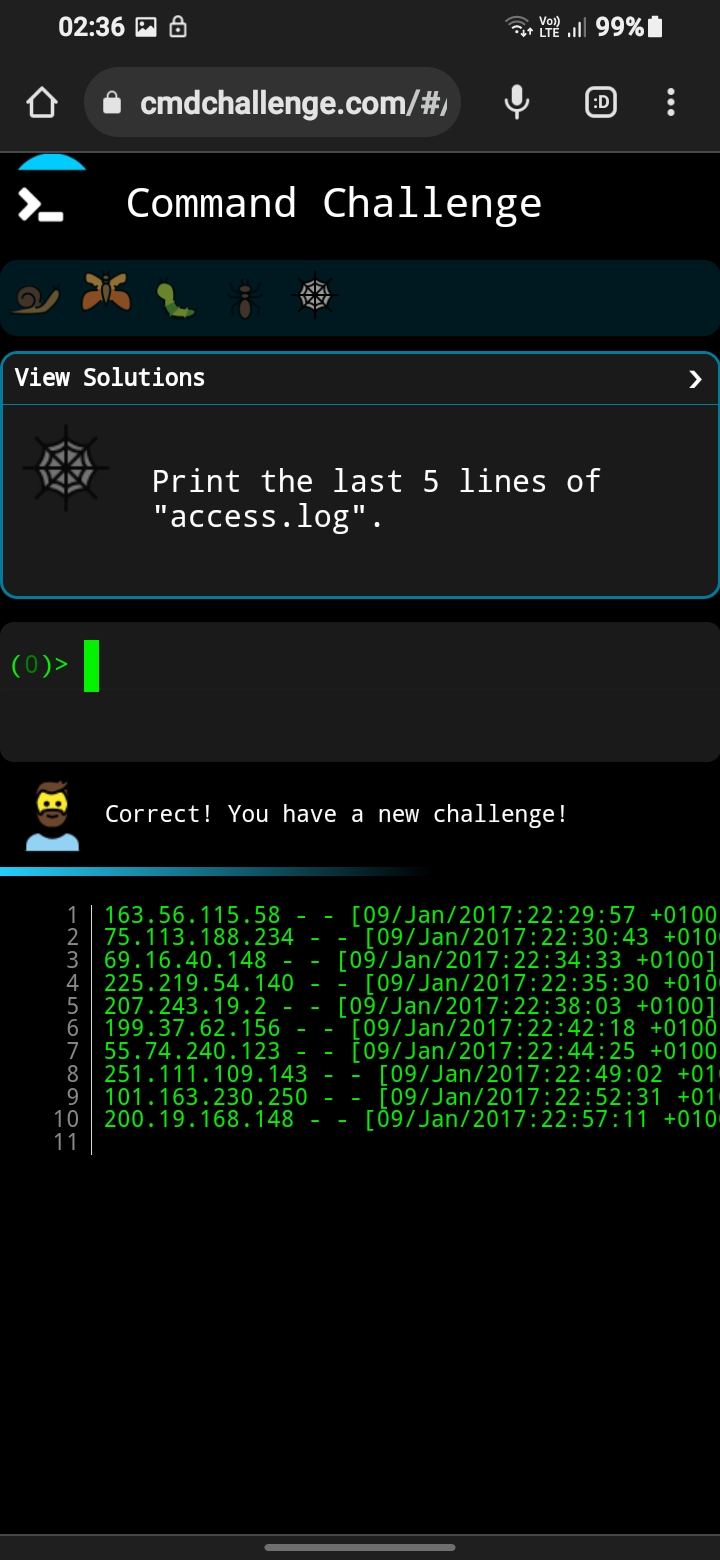 02:36 Vo)) LTE 99%
cmdchallenge.com/#/ :D
Command Challenge
View Solutions
Print the last 5 lines of
"access.log".
(0)>
Correct! You have a new challenge!
1 163.56.115.58 - - [09/Jan/2017:22:29:57 +0100
2 75.113.188.234 - - [09/Jan/2017:22:30:43 +010
3 69.16.40.148 - - [09/Jan/2017:22:34:33 +0100]
4 225.219.54.140 - - [09/Jan/2017:22:35:30 +010
5 207.243.19.2 - - [09/Jan/2017:22:38:03 +0100]
6 199.37.62.156 - - [09/Jan/2017:22:42:18 +0100
7 55.74.240.123 - - [09/Jan/2017:22:44:25 +0100
8 251.111.109.143 - - [09/Jan/2017:22:49:02 +01
9 101.163.230.250 - - [09/Jan/2017:22:52:31 +01
10 200.19.168.148 - - [09/Jan/2017:22:57:11 +010
11